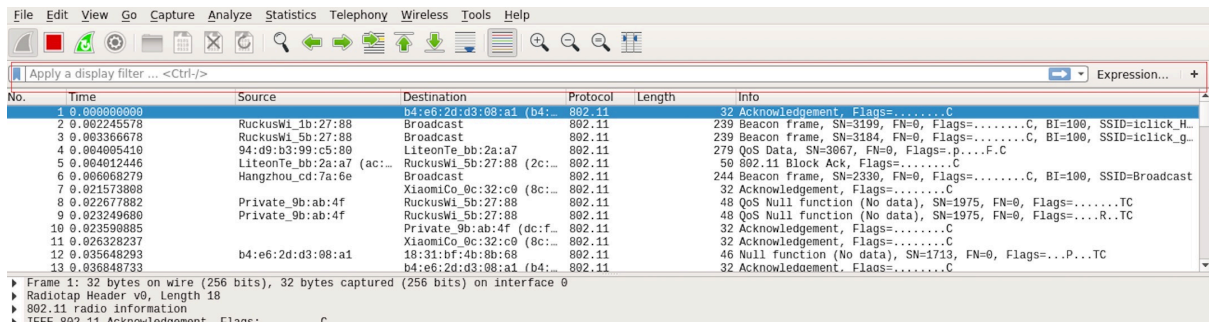 File Edit View Go Capture Analyze Statistics Telephony Wireless Tools Help
Apply a display filter ... <Ctrl-/> Expression... +
No. Time Source Destination Protocol Length Info
1 0.000000000 b4:e6:2d:d3:08:a1 (b4:… 802.11 32 Acknowledgement, Flags=........C
2 0.002245578 RuckusWi_1b:27:88 Broadcast 802.11 239 Beacon frame, SN=3199, FN=0, Flags=........C, BI=100, SSID=iclick_H…
3 0.003366678 RuckusWi_5b:27:88 Broadcast 802.11 239 Beacon frame, SN=3184, FN=0, Flags=........C, BI=100, SSID=iclick_g…
4 0.004005410 94:d9:b3:99:c5:80 LiteonTe_bb:2a:a7 802.11 279 QoS Data, SN=3067, FN=0, Flags=.p....F.C
5 0.004012446 LiteonTe_bb:2a:a7 (ac:… RuckusWi_5b:27:88 (2c:… 802.11 50 802.11 Block Ack, Flags=........C
6 0.006068279 Hangzhou_cd:7a:6e Broadcast 802.11 244 Beacon frame, SN=2330, FN=0, Flags=........C, BI=100, SSID=Broadcast
7 0.021573808 XiaomiCo_0c:32:c0 (8c:… 802.11 32 Acknowledgement, Flags=........C
8 0.022677882 Private_9b:ab:4f RuckusWi_5b:27:88 802.11 48 QoS Null function (No data), SN=1975, FN=0, Flags=.......TC
9 0.023249680 Private_9b:ab:4f RuckusWi_5b:27:88 802.11 48 QoS Null function (No data), SN=1975, FN=0, Flags=....R..TC
10 0.023590885 Private_9b:ab:4f (dc:f… 802.11 32 Acknowledgement, Flags=........C
11 0.026328237 XiaomiCo_0c:32:c0 (8c:… 802.11 32 Acknowledgement, Flags=........C
12 0.035648293 b4:e6:2d:d3:08:a1 18:31:bf:4b:8b:68 802.11 46 Null function (No data), SN=1713, FN=0, Flags=...P...TC
13 0.036848733 b4:e6:2d:d3:08:a1 (b4:… 802.11 32 Acknowledgement, Flags=........C
Frame 1: 32 bytes on wire (256 bits), 32 bytes captured (256 bits) on interface 0
Radiotap Header v0, Length 18
802.11 radio information
IEEE 802.11 Acknowledgement, Flags: ........C